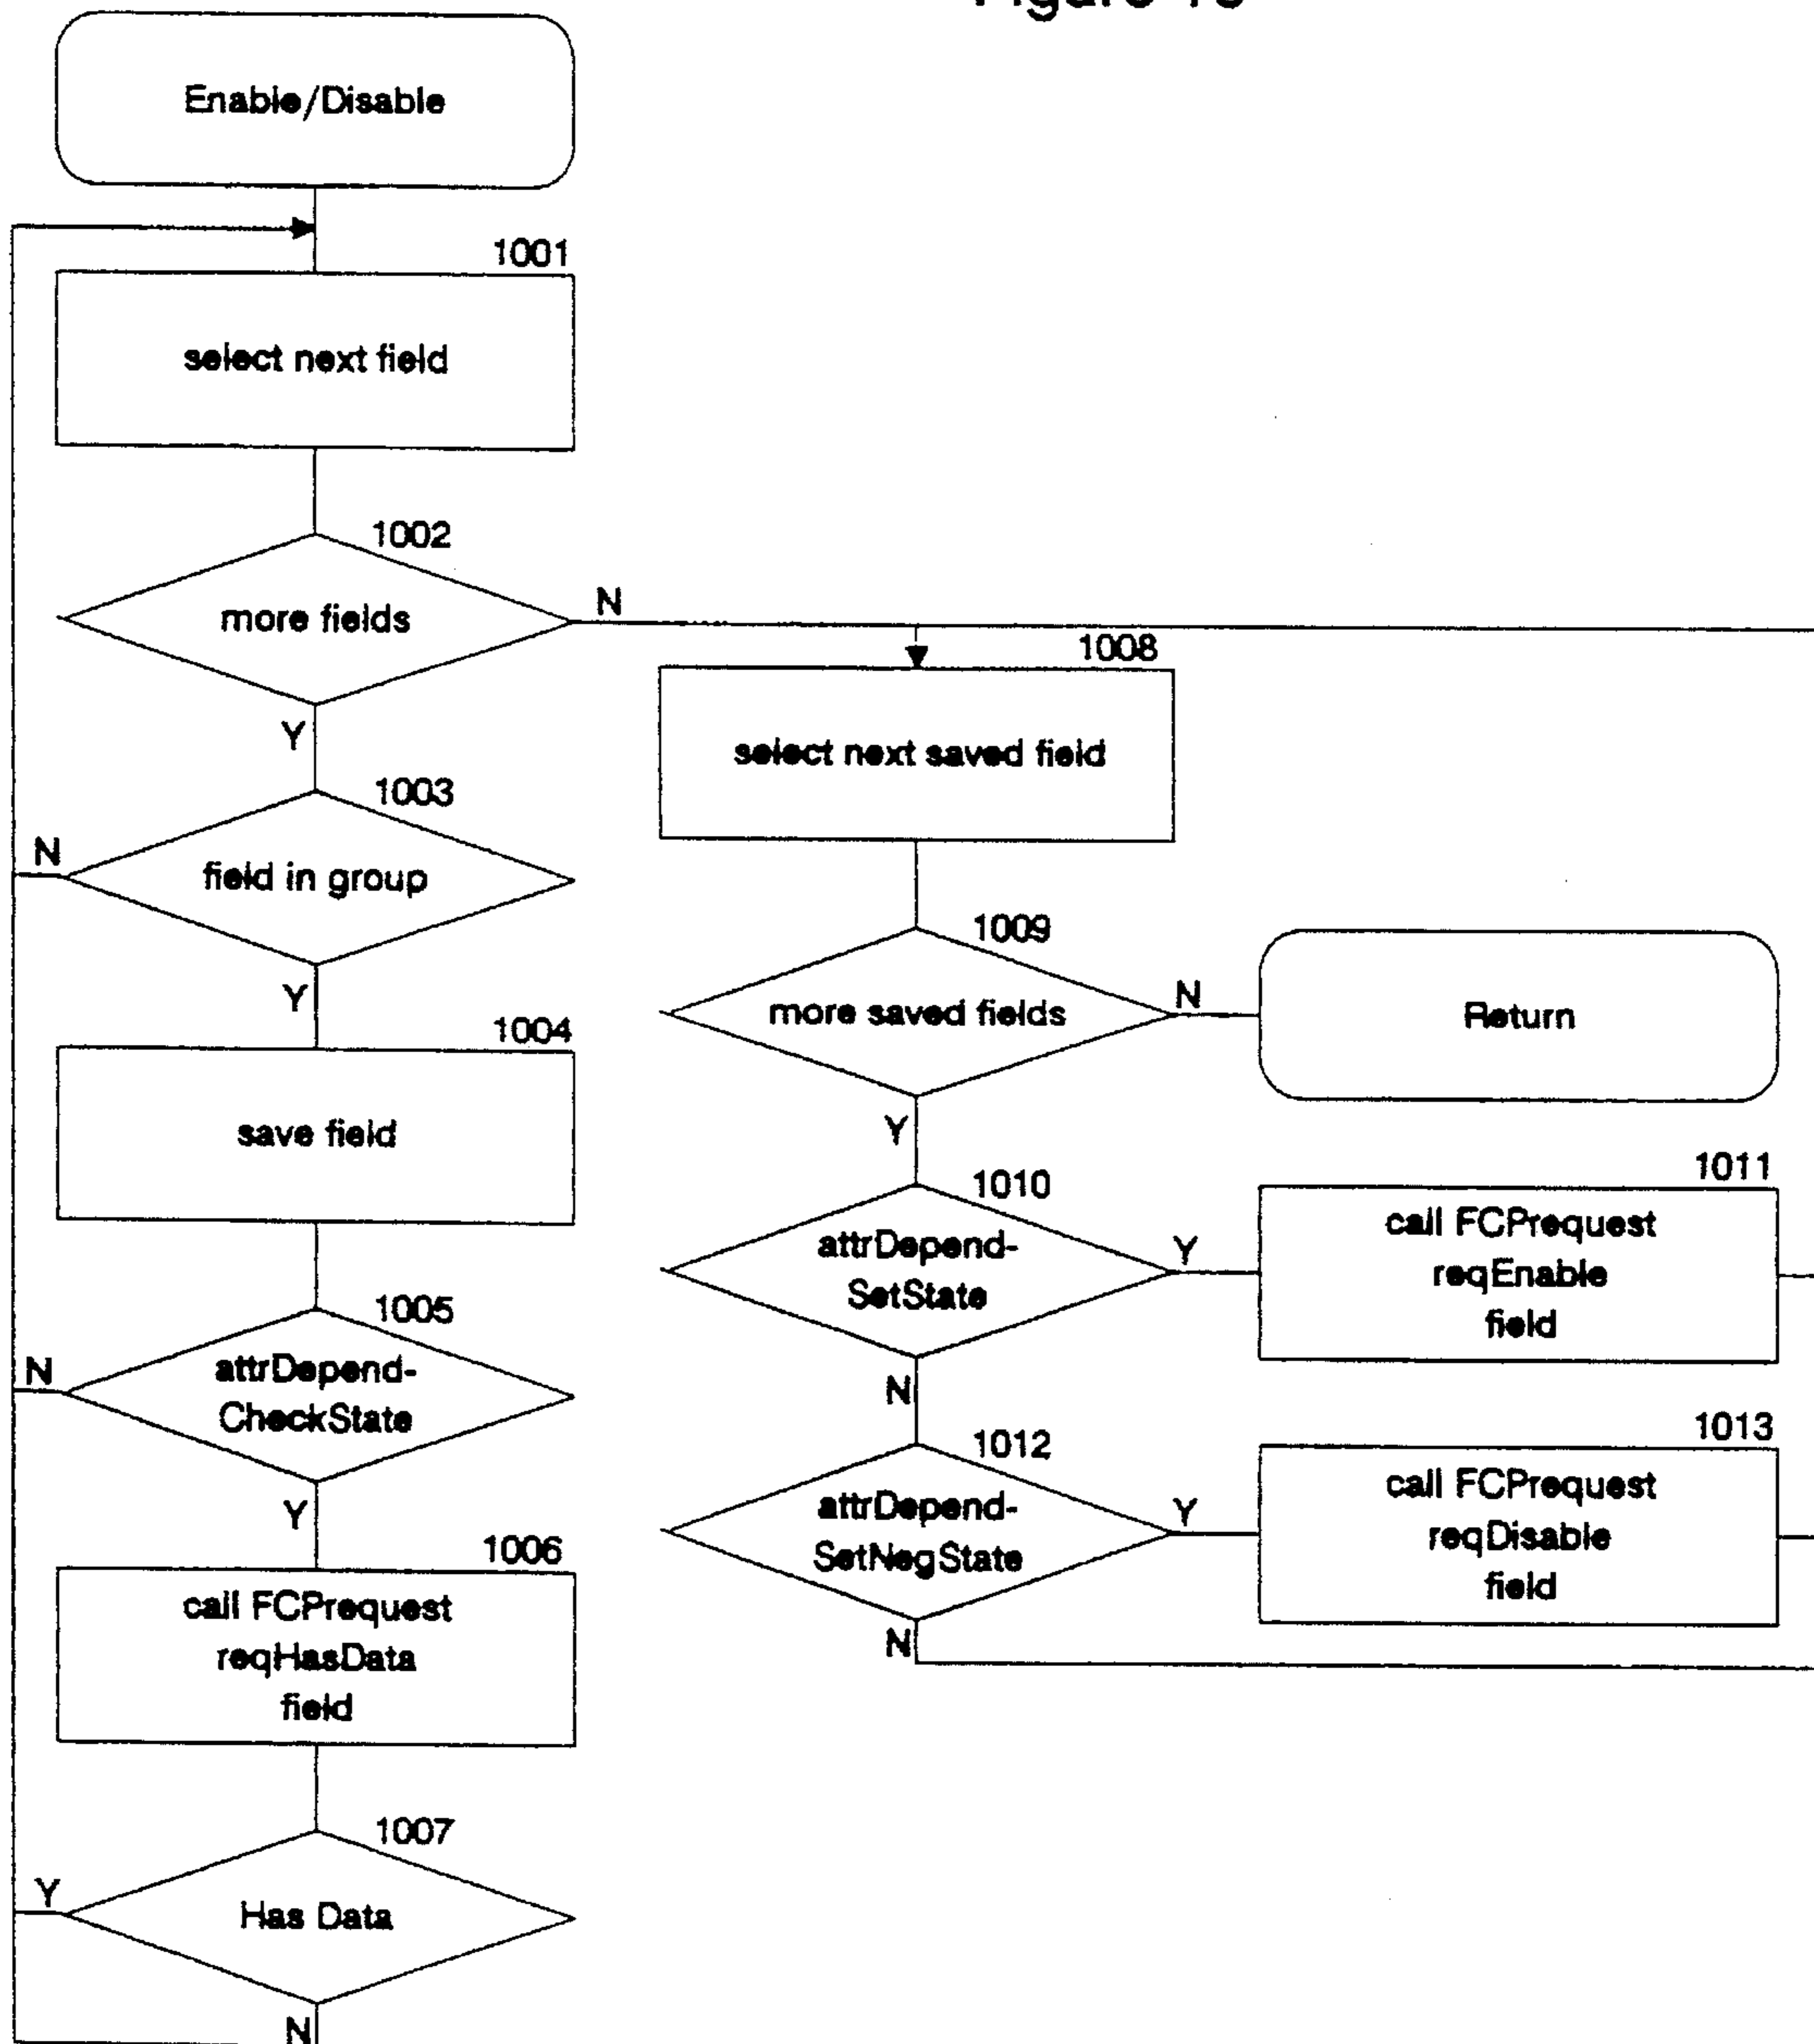 Enable/Disable
1001
select next field
1002
more fields
N
Y
1003
field in group
N
Y
1004
save field
1005
attrDepend-
CheckState
N
Y
1006
call FCPrequest
reqHasData
field
1007
Has Data
Y
N
1008
select next saved field
1009
more saved fields
N
Return
Y
1010
attrDepend-
SetState
Y
1011
call FCPrequest
reqEnable
field
N
1012
attrDepend-
SetNegState
Y
1013
call FCPrequest
reqDisable
field
N